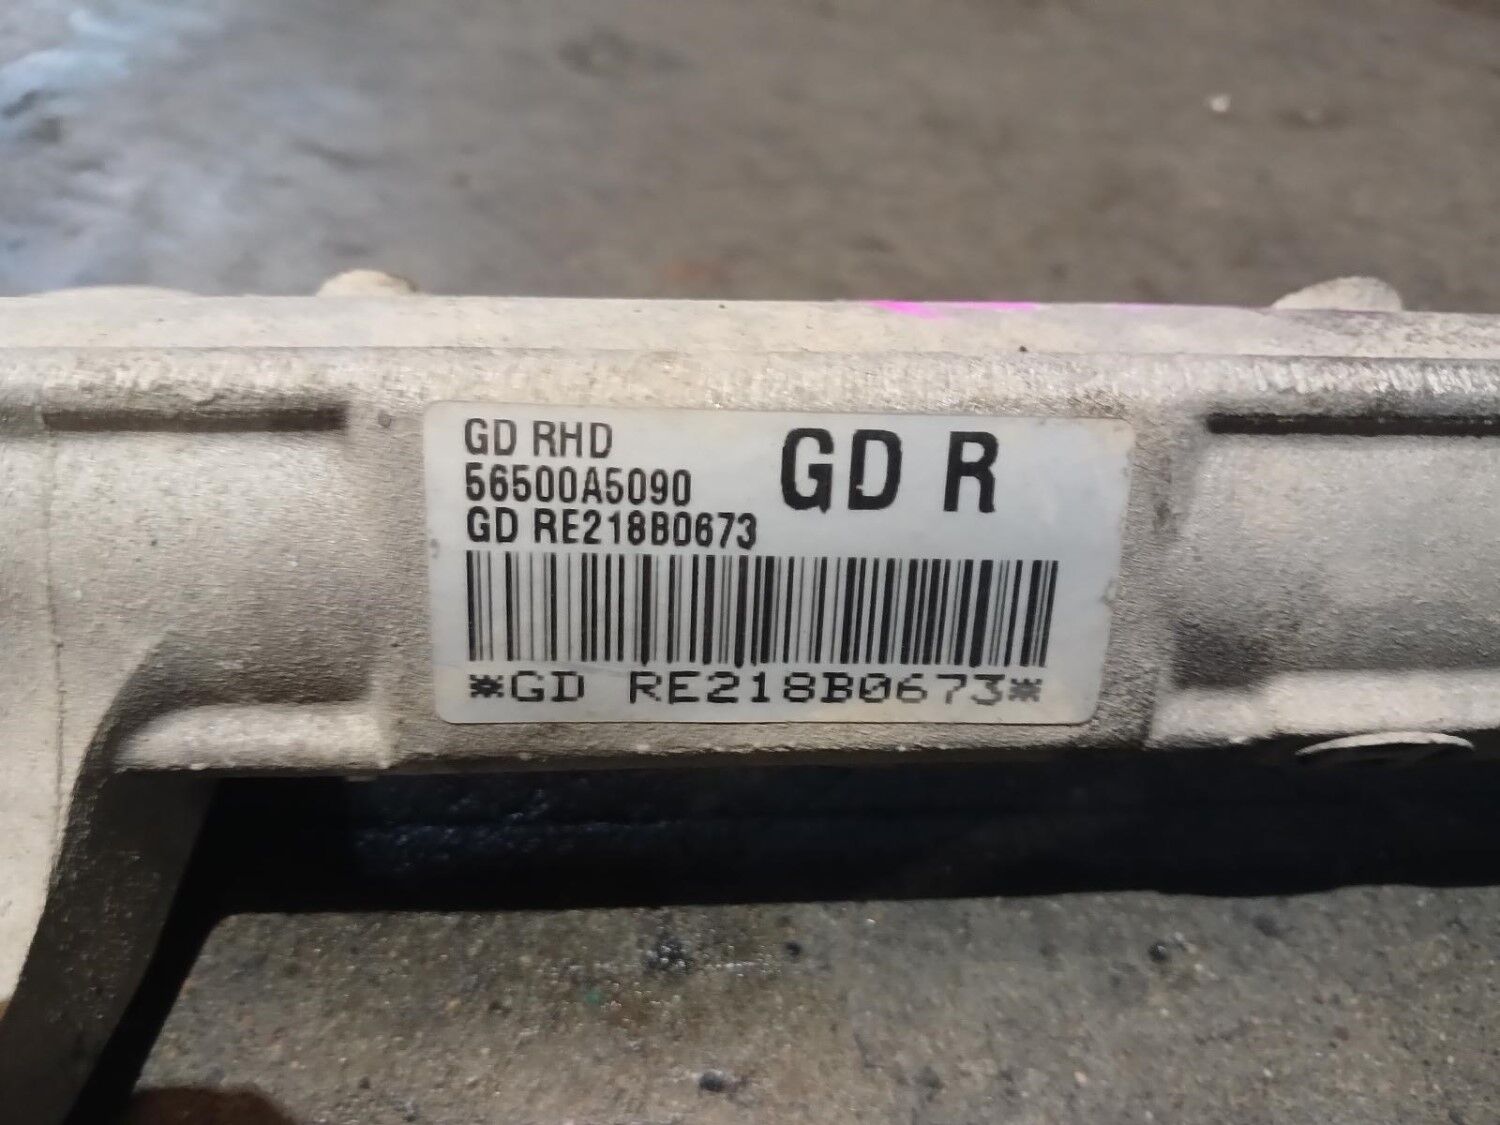 GD RHD
56500A5090
GD R
GD RE218B0673
*GD RE218B0673*